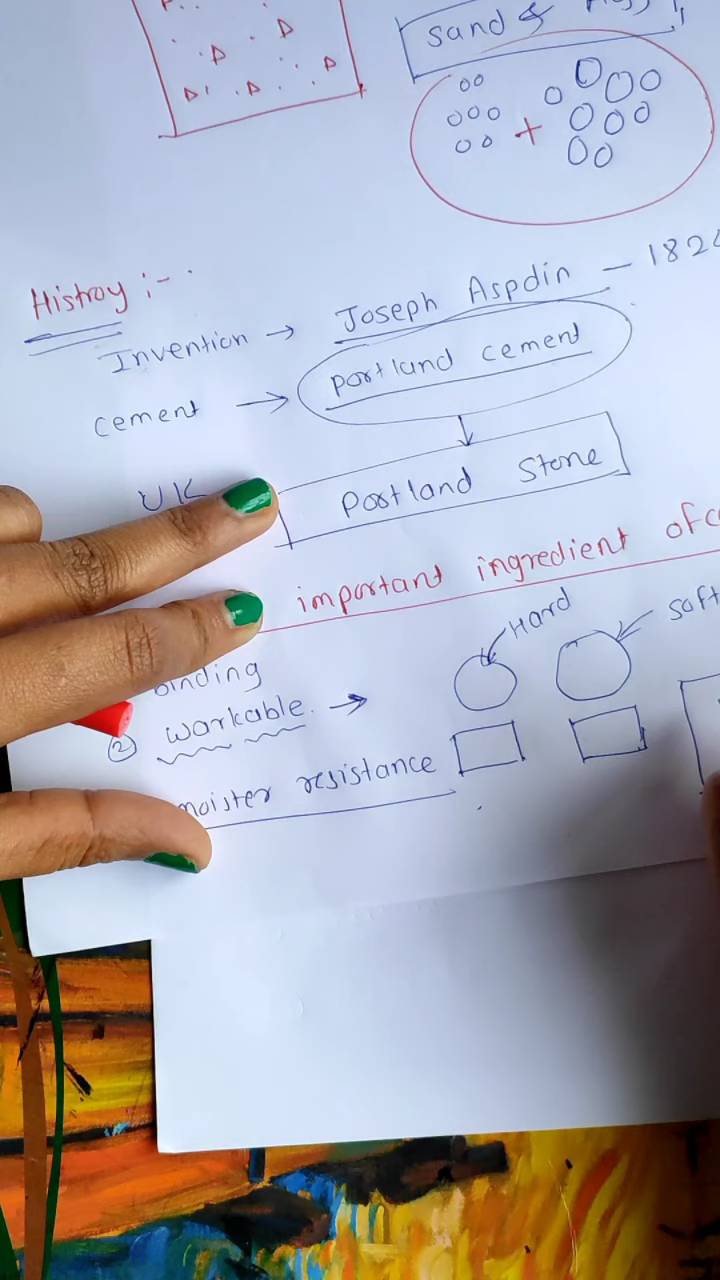 Sand &
+
Histroy :-
Invention → Joseph Aspdin — 182
cement → portland cement
UK Portland Stone
important ingredient of
Hard
Soft
binding
② workable. →
moister resistance